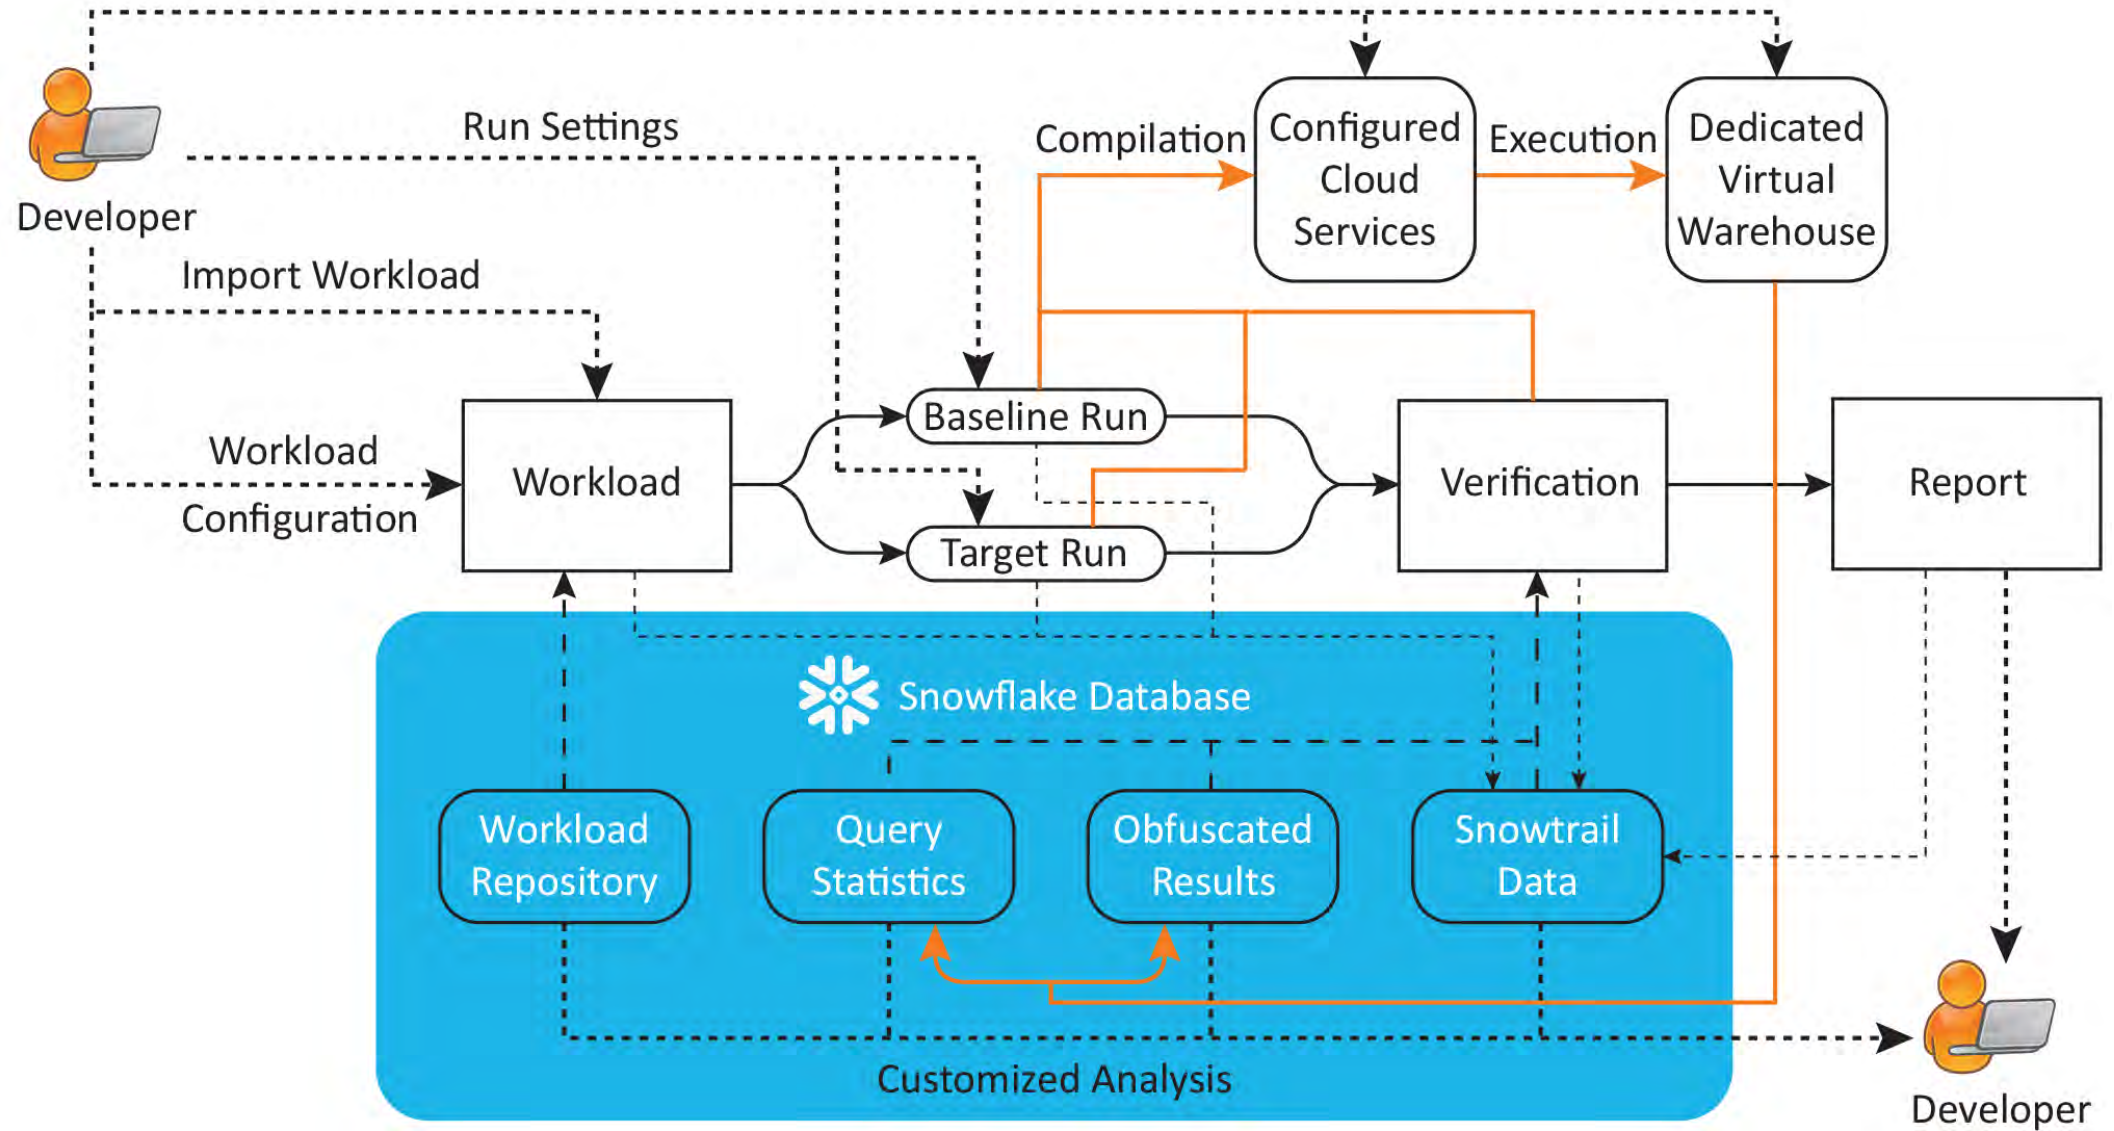 Developer
Run Settings
Import Workload
Workload
Configuration
Compilation
Configured
Cloud
Services
Execution
Dedicated
Virtual
Warehouse
Workload
Baseline Run
Target Run
Verification
Report
Snowflake Database
Workload
Repository
Query
Statistics
Obfuscated
Results
Snowtrail
Data
Customized Analysis
Developer